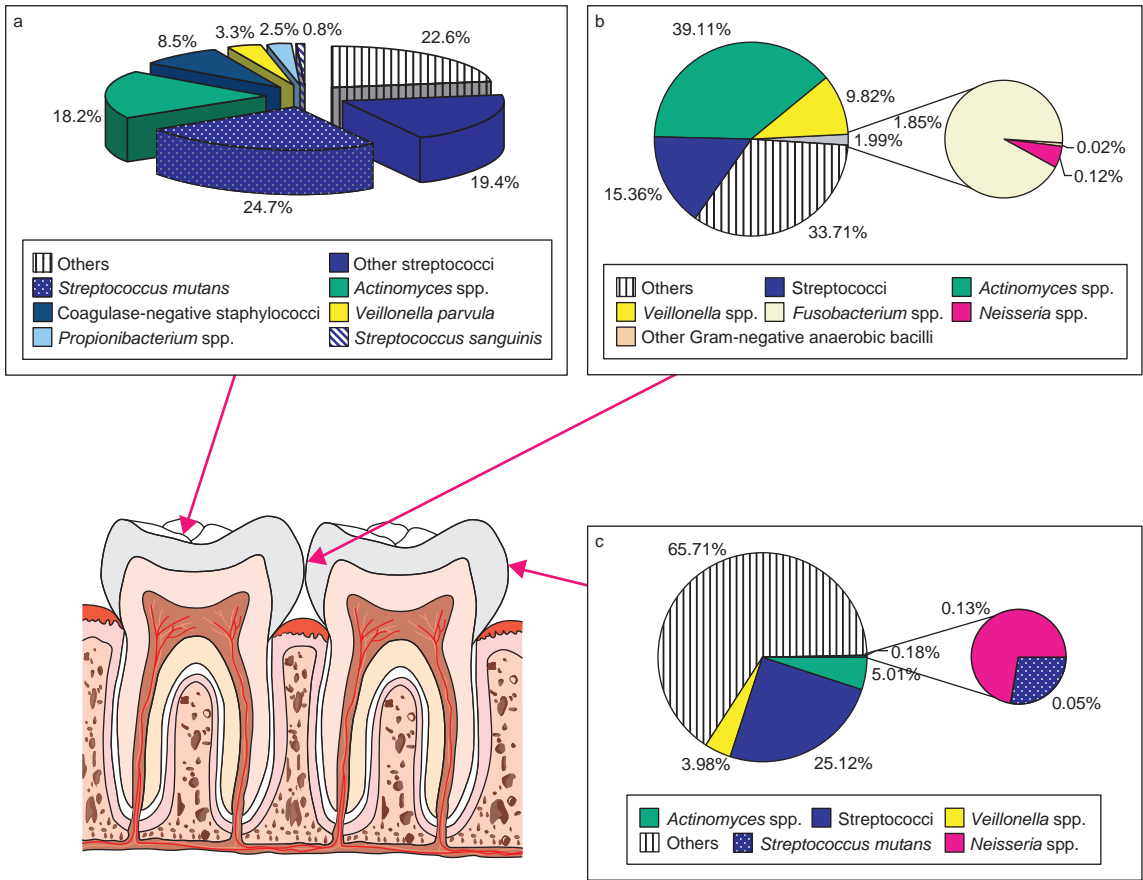 a
3.3% 2.5% 0.8%
8.5%
22.6%
18.2%
19.4%
24.7%
Others
Other streptococci
Streptococcus mutans
Actinomyces spp.
Coagulase-negative staphylococci
Veillonella parvula
Propionibacterium spp.
Streptococcus sanguinis
b
39.11%
9.82%
1.85%
1.99%
0.02%
0.12%
15.36%
33.71%
Others
Streptococci
Actinomyces spp.
Veillonella spp.
Fusobacterium spp.
Neisseria spp.
Other Gram-negative anaerobic bacilli
c
65.71%
0.13%
0.18%
5.01%
0.05%
3.98%
25.12%
Actinomyces spp.
Streptococci
Veillonella spp.
Others
Streptococcus mutans
Neisseria spp.